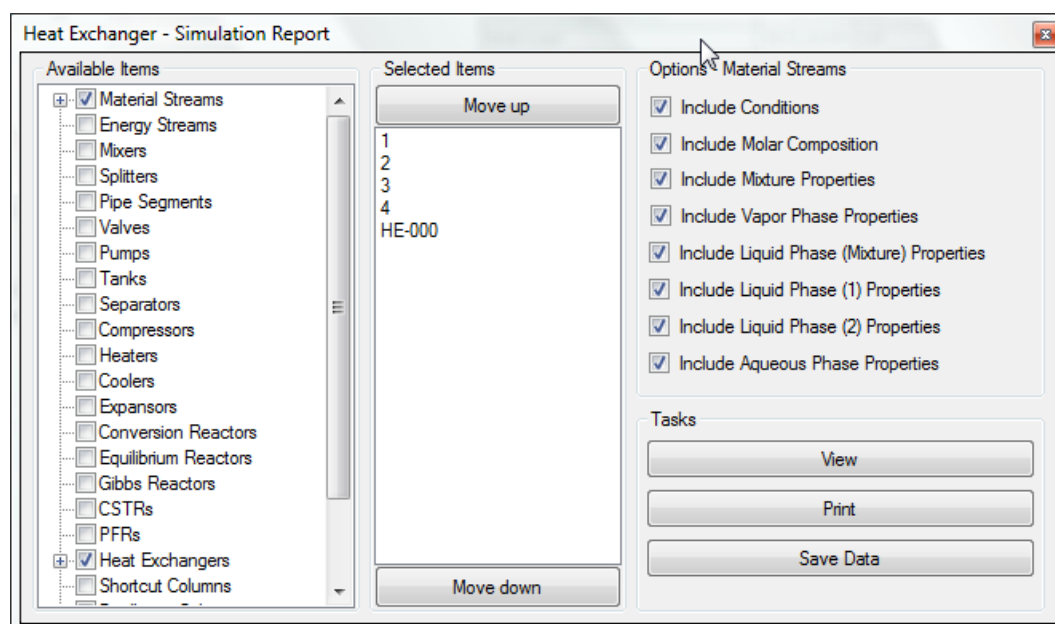 Heat Exchanger - Simulation Report
Available Items
Material Streams
Energy Streams
Mixers
Splitters
Pipe Segments
Valves
Pumps
Tanks
Separators
Compressors
Heaters
Coolers
Expansors
Conversion Reactors
Equilibrium Reactors
Gibbs Reactors
CSTRs
PFRs
Heat Exchangers
Shortcut Columns
Selected Items
Move up
1
2
3
4
HE-000
Move down
Options - Material Streams
Include Conditions
Include Molar Composition
Include Mixture Properties
Include Vapor Phase Properties
Include Liquid Phase (Mixture) Properties
Include Liquid Phase (1) Properties
Include Liquid Phase (2) Properties
Include Aqueous Phase Properties
Tasks
View
Print
Save Data